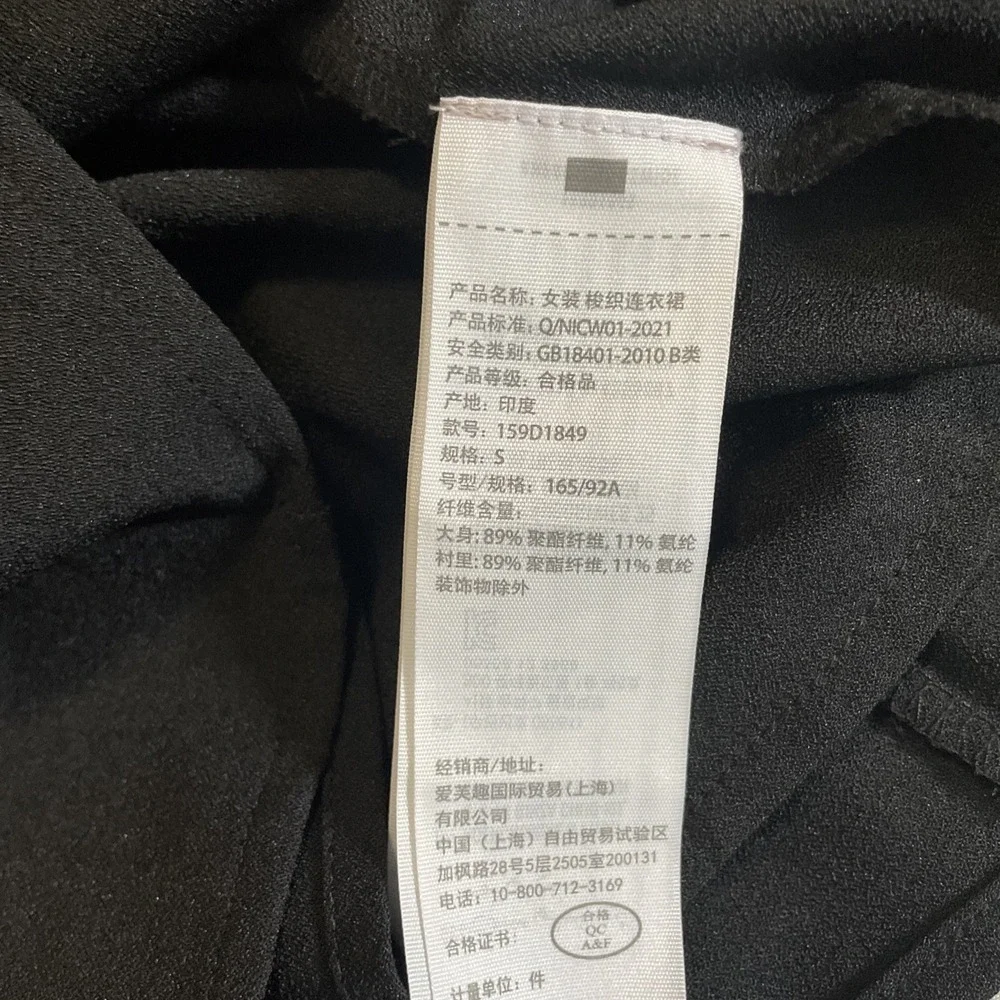 产品名称：女装 梭织连衣裙
产品标准：Q/NICW01-2021
安全类别：GB18401-2010 B类
产品等级：合格品
产地：印度
款号：159D1849
规格：S
号型/规格：165/92A
纤维含量：
大身：89% 聚酯纤维, 11% 氨纶
衬里：89% 聚酯纤维, 11% 氨纶
装饰物除外
经销商/地址：
爱芙趣国际贸易(上海)
有限公司
中国（上海）自由贸易试验区
加枫路28号5层2505室200131
电话：10-800-712-3169
合格证书：
合格
QC
A&F
计量单位：件